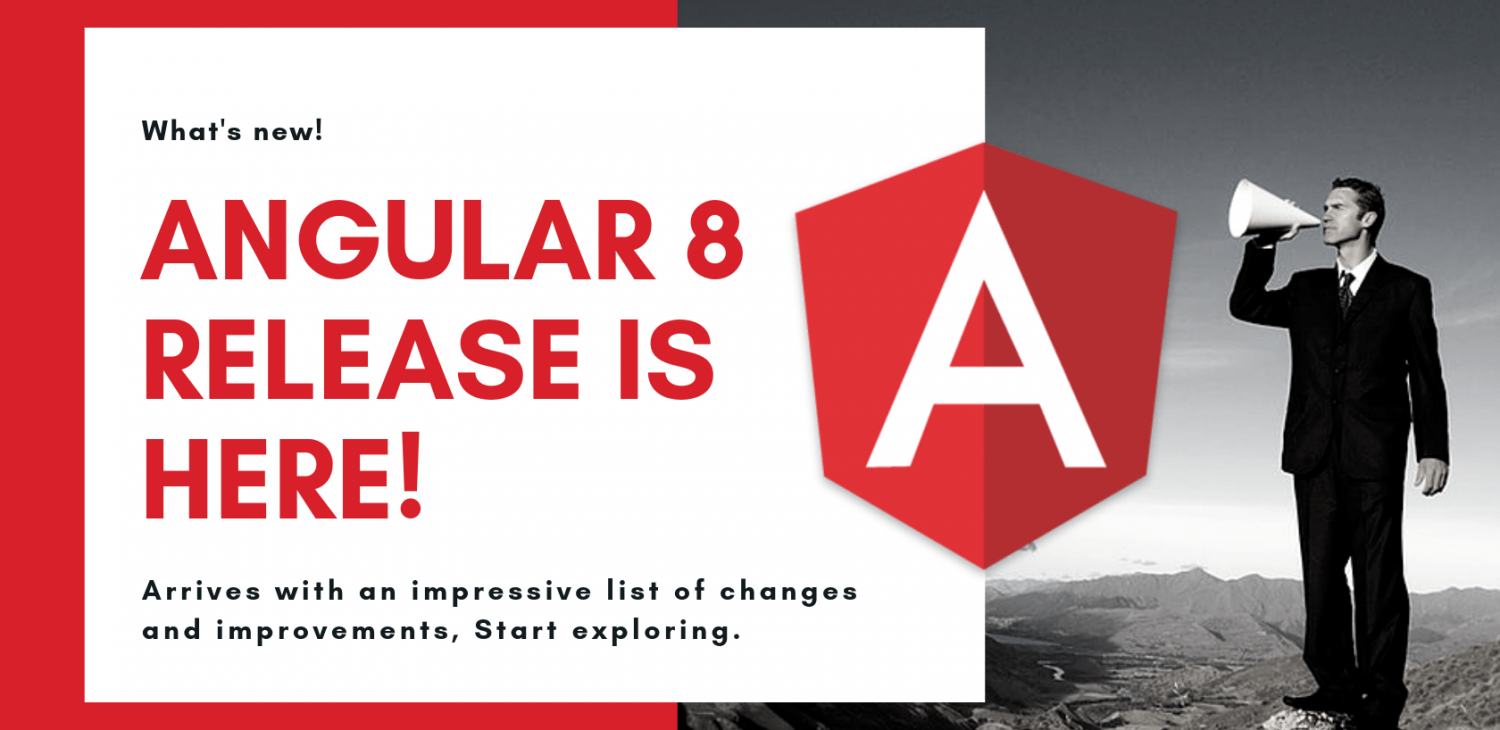 What's new!
ANGULAR 8
RELEASE IS
HERE!
A
Arrives with an impressive list of changes
and improvements, Start exploring.